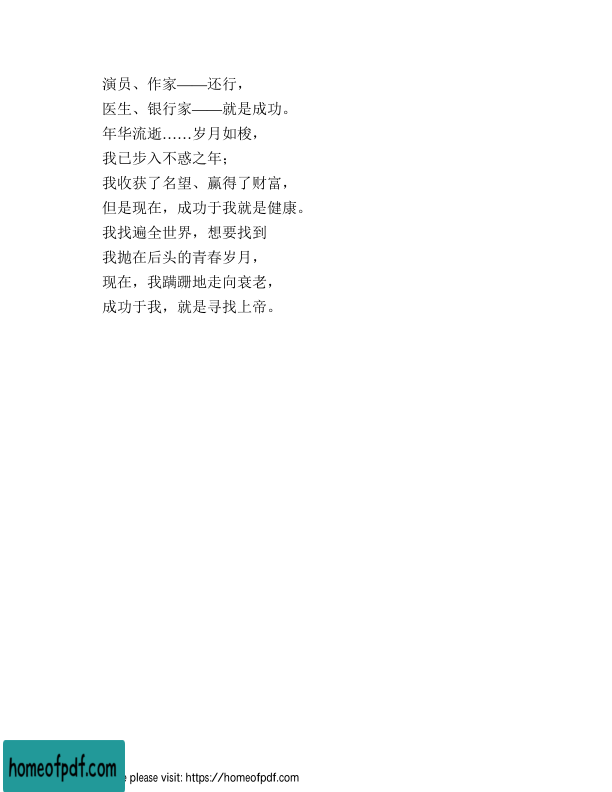 演员、作家——还行，
医生、银行家——就是成功。
年华流逝……岁月如梭，
我已步入不惑之年；
我收获了名望、赢得了财富，
但是现在，成功于我就是健康。
我找遍全世界，想要找到
我抛在后头的青春岁月，
现在，我蹒跚地走向衰老，
成功于我，就是寻找上帝。
homeofpdf.com
please visit: https://homeofpdf.com